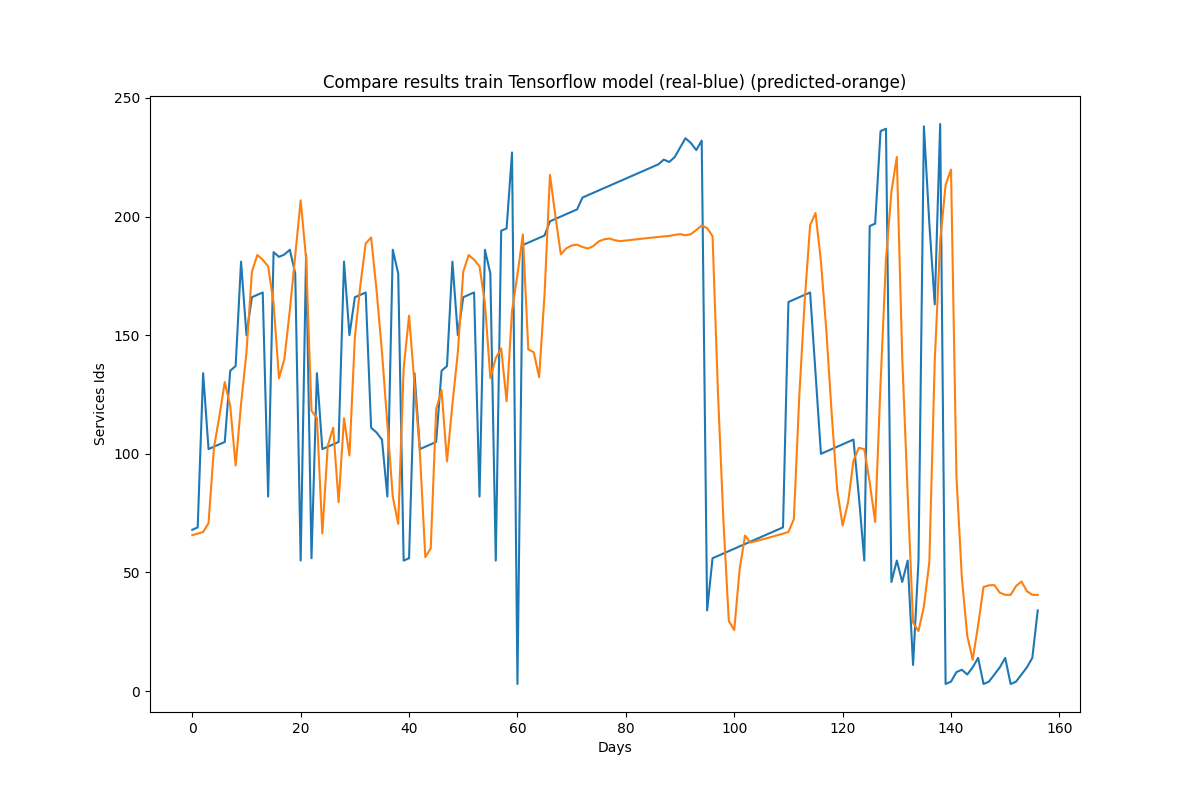 Compare results train Tensorflow model (real-blue) (predicted-orange)
250
200
150
100
50
0
Services Ids
0 20 40 60 80 100 120 140 160
Days